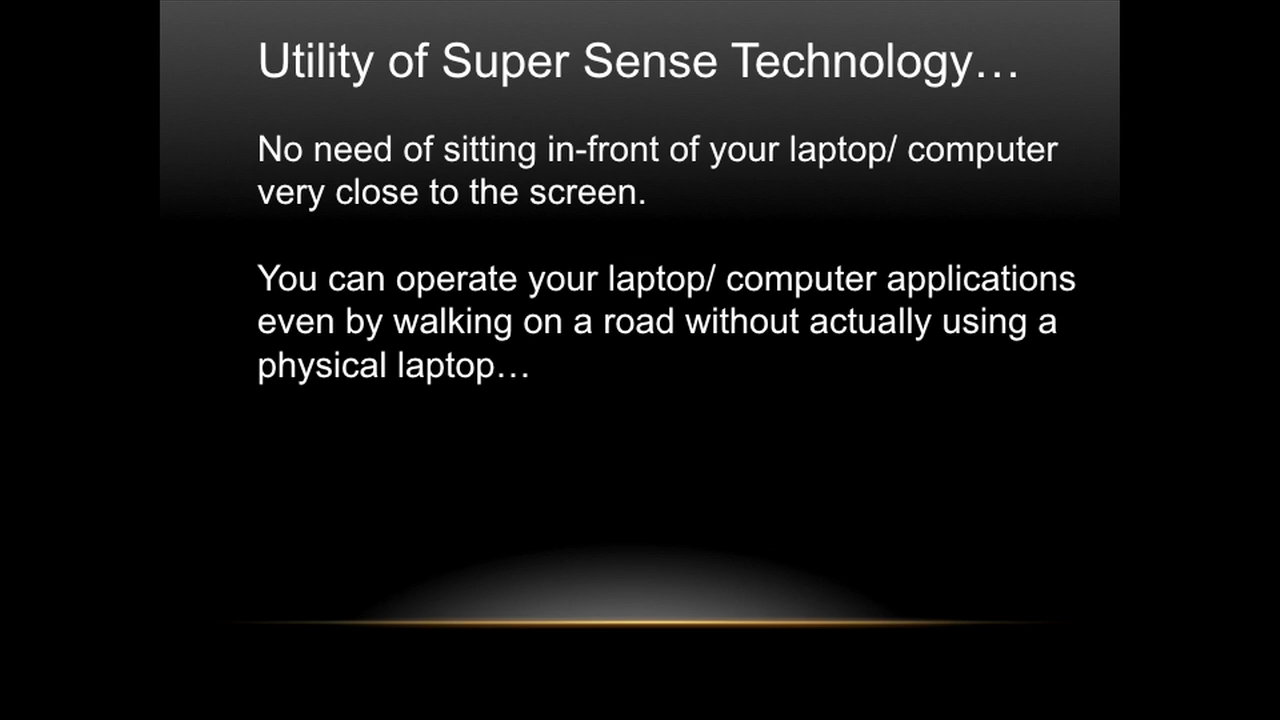 Utility of Super Sense Technology…
No need of sitting in-front of your laptop/ computer
very close to the screen.
You can operate your laptop/ computer applications
even by walking on a road without actually using a
physical laptop…